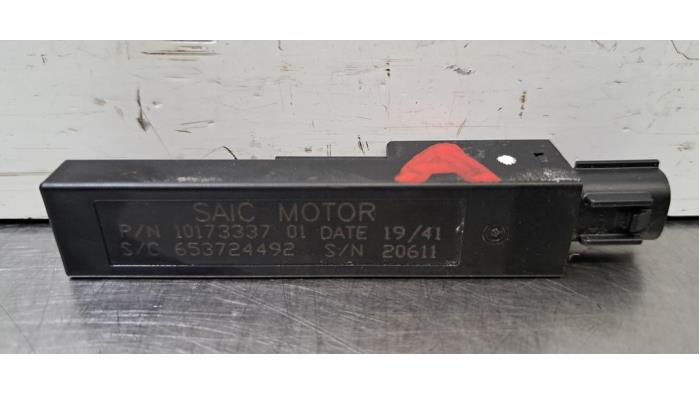 SAIC MOTOR
P/N 10173337 01 DATE 19/41
S/C 653724492 S/N 20611